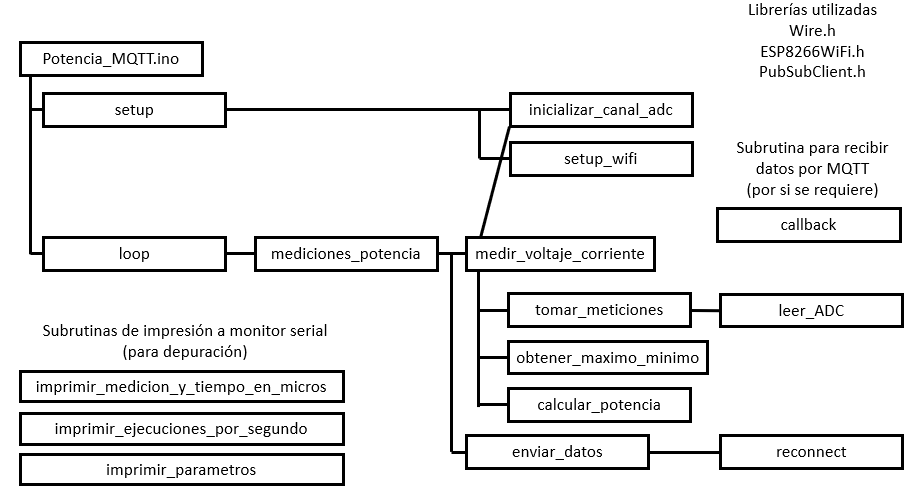 Librerías utilizadas
Wire.h
ESP8266WiFi.h
PubSubClient.h
Potencia_MQTT.ino
setup
inicializar_canal_adc
setup_wifi
Subrutina para recibir
datos por MQTT
(por si se requiere)
callback
loop
mediciones_potencia
medir_voltaje_corriente
tomar_meticiones
leer_ADC
obtener_maximo_minimo
calcular_potencia
enviar_datos
reconnect
Subrutinas de impresión a monitor serial
(para depuración)
imprimir_medicion_y_tiempo_en_micros
imprimir_ejecuciones_por_segundo
imprimir_parametros